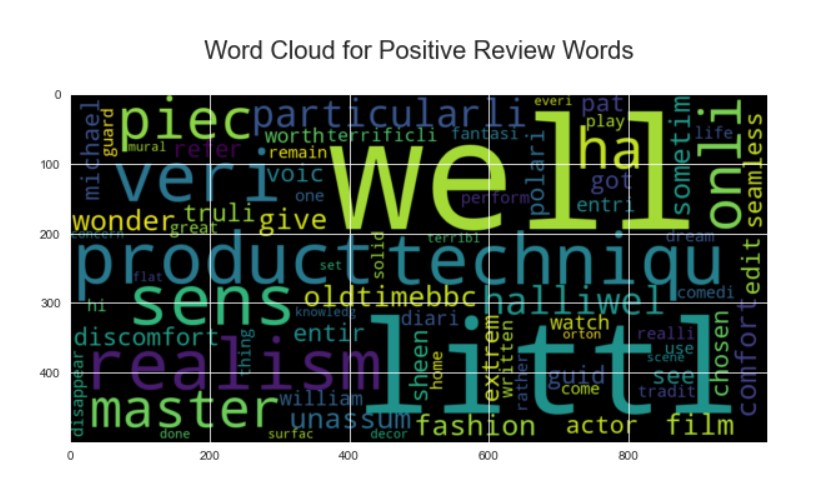 Word Cloud for Positive Review Words
0
100
200
300
400
0 200 400 600 800
michael guard piec particularli everi pat sometim onli
mural refer worth terrificli fantasi play life seamless
veri remain well ha polari
voic one perform got entri
wonder truli great give
concern product solid terribl techniqu dream edit
flat set
hi sens oldtimebbc halliwel comedi
knowledg diari
discomfort thing entir extrem written watch orton realli chosen comfort
disappear realism sheen home littl rather guid come use scene see tradit
master william unassum
done surfac decor fashion actor film